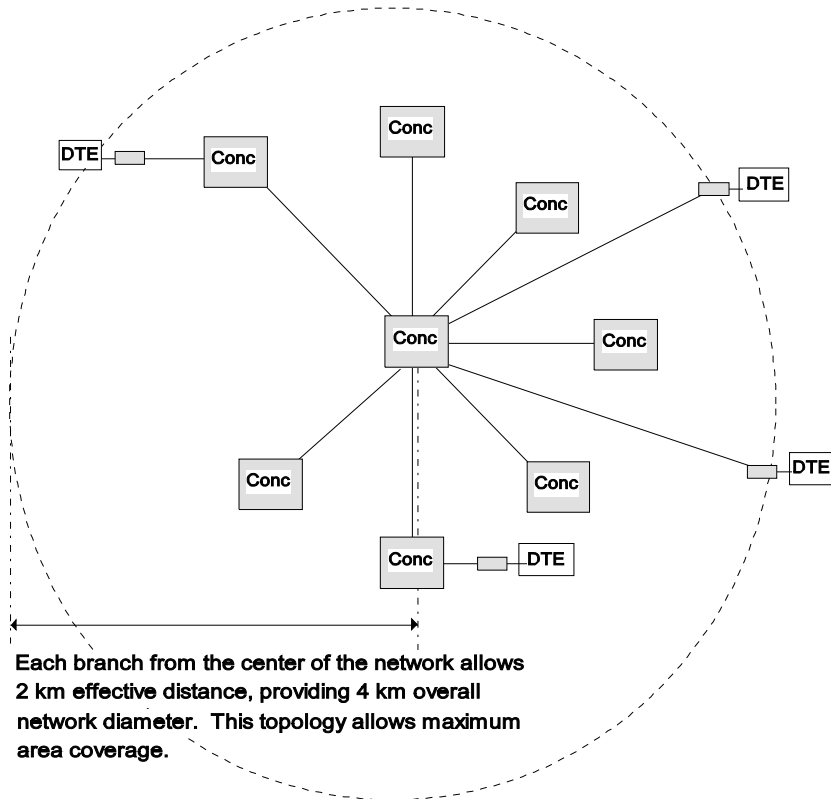 Conc
DTE
Conc
DTE
Conc
Conc
Conc
DTE
Conc
Conc
Conc
DTE
Each branch from the center of the network allows
2 km effective distance, providing 4 km overall
network diameter. This topology allows maximum
area coverage.